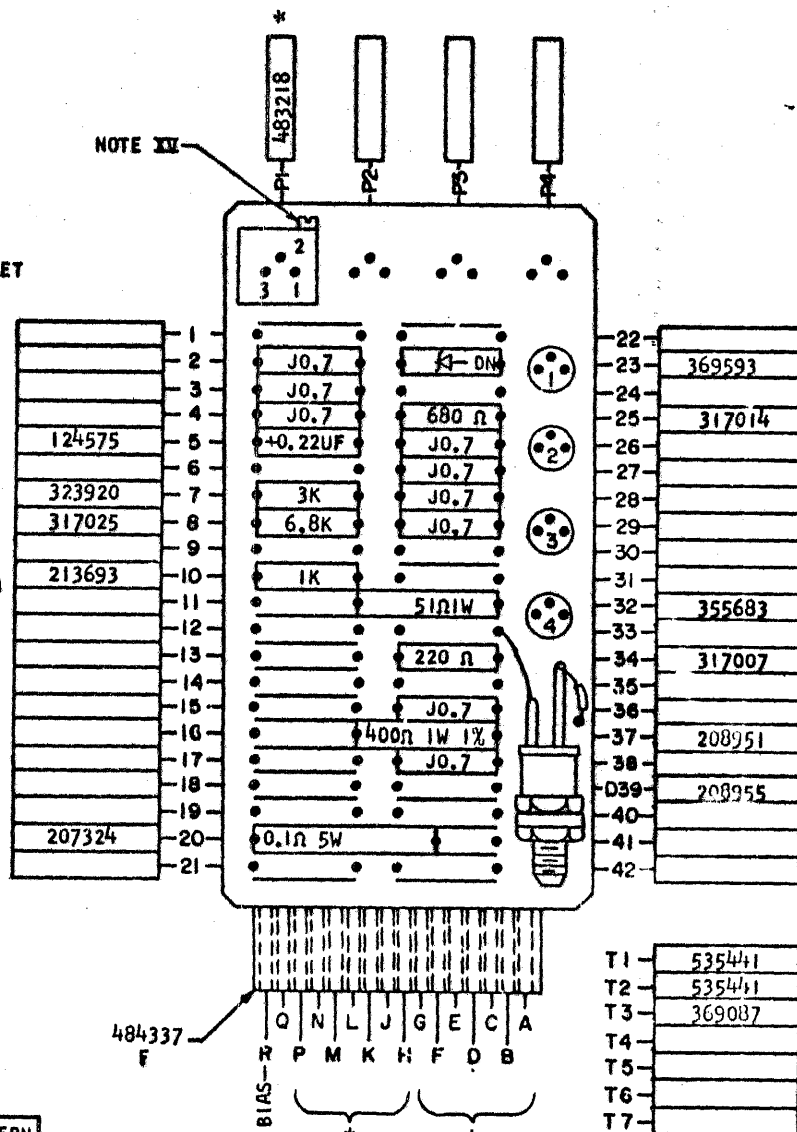 *
483218
NOTE XV
P1 P2 P3 P4
2
3 1
ET
1 22
2 J0.7 DN 23 369593
3 J0.7 24
4 J0.7 680 Ω 25 317014
124575 5 +0.22UF J0.7 26
6 J0.7 27
323920 7 3K J0.7 28
317025 8 6.8K J0.7 29
9 30
213693 10 1K 31
11 51Ω1W 32 355683
12 33
13 220 Ω 34 317007
14 35
15 J0.7 36
16 400Ω 1W 1% 37 208951
17 J0.7 38
18 D39 208955
19 40
207324 20 0.1Ω 5W 41
21 42
1
2
3
4
484337
F
Q N L J G E C A
R P M K H F D B
BIAS
T1 535441
T2 535441
T3 369087
T4
T5
T6
T7
ERN